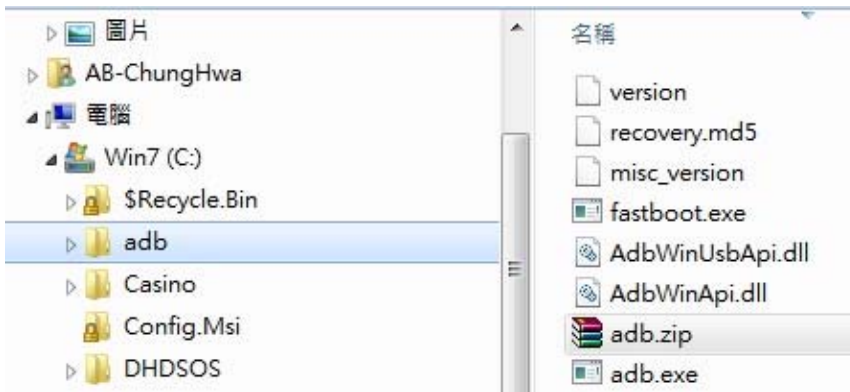 圖片
AB-ChungHwa
電腦
Win7 (C:)
$Recycle.Bin
adb
Casino
Config.Msi
DHDSOS
名稱
version
recovery.md5
misc_version
fastboot.exe
AdbWinUsbApi.dll
AdbWinApi.dll
adb.zip
adb.exe